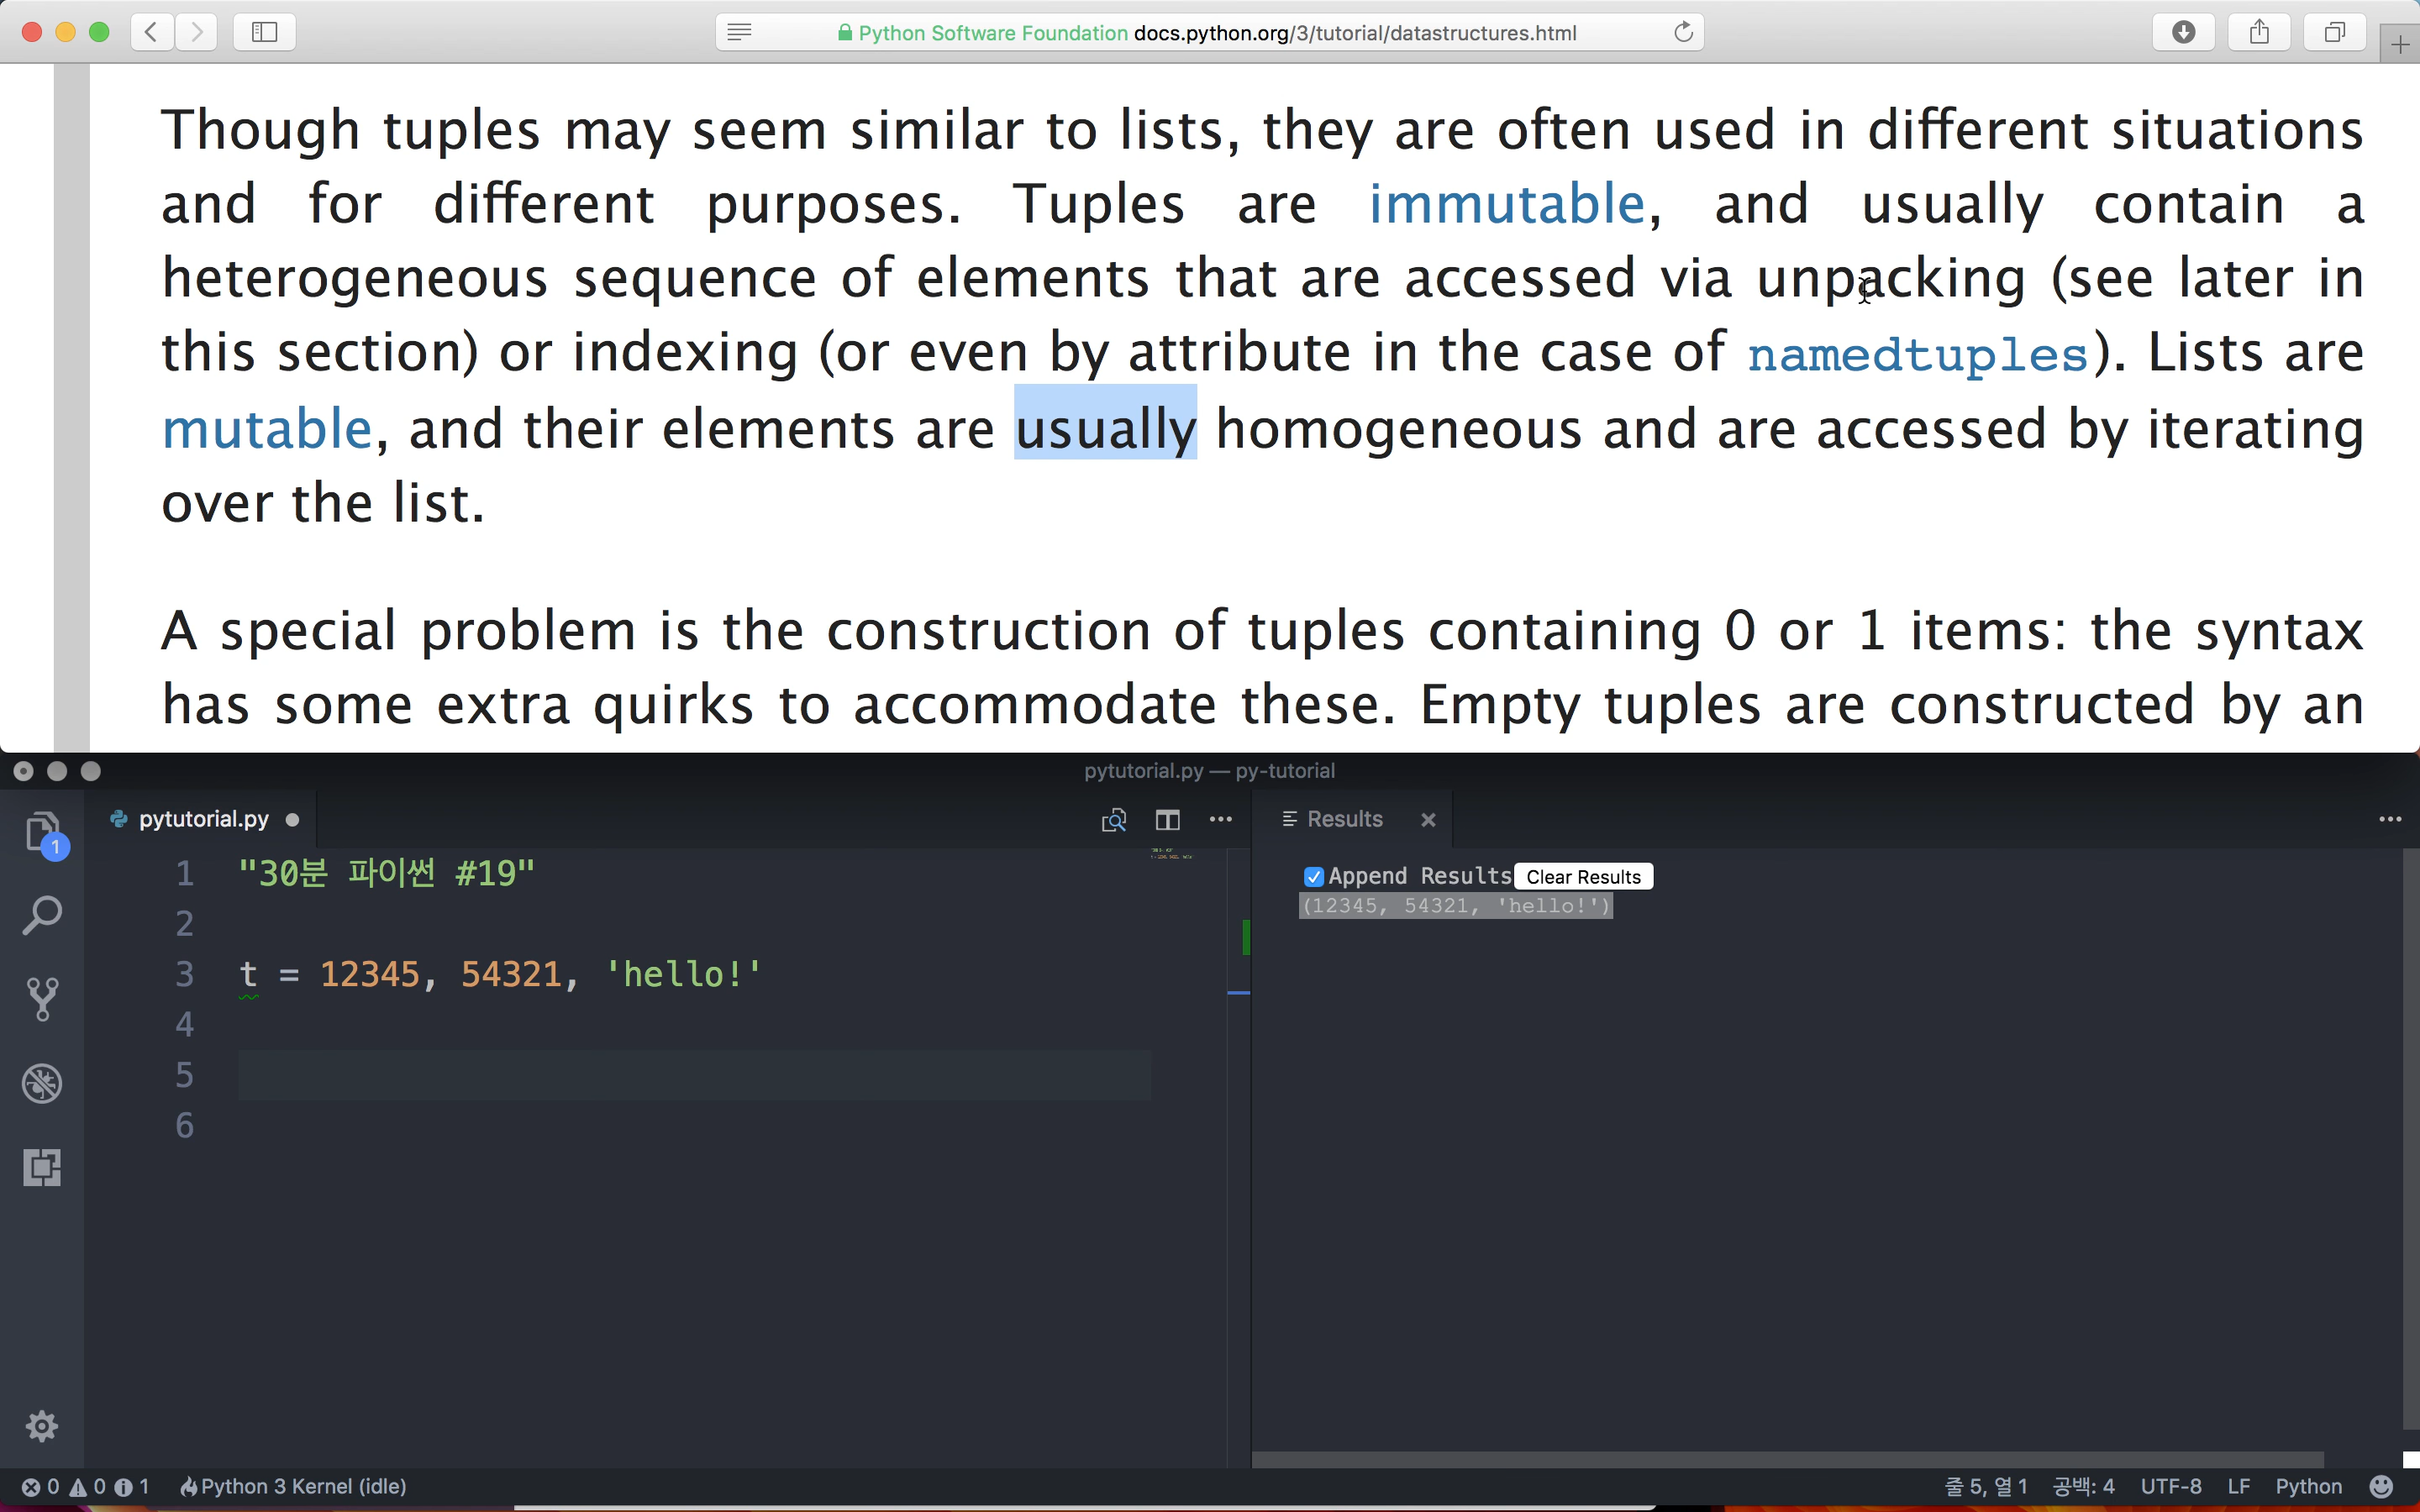 Python Software Foundation docs.python.org/3/tutorial/datastructures.html
Though tuples may seem similar to lists, they are often used in different situations
and for different purposes. Tuples are immutable, and usually contain a
heterogeneous sequence of elements that are accessed via unpacking (see later in
this section) or indexing (or even by attribute in the case of namedtuples). Lists are
mutable, and their elements are usually homogeneous and are accessed by iterating
over the list.
A special problem is the construction of tuples containing 0 or 1 items: the syntax
has some extra quirks to accommodate these. Empty tuples are constructed by an
pytutorial.py — py-tutorial
pytutorial.py
Results
1
1 "30분 파이썬 #19"
2
3 t = 12345, 54321, 'hello!'
4
5
6
Append Results Clear Results
(12345, 54321, 'hello!')
0 0 1 Python 3 Kernel (idle)
줄 5, 열 1 공백: 4 UTF-8 LF Python